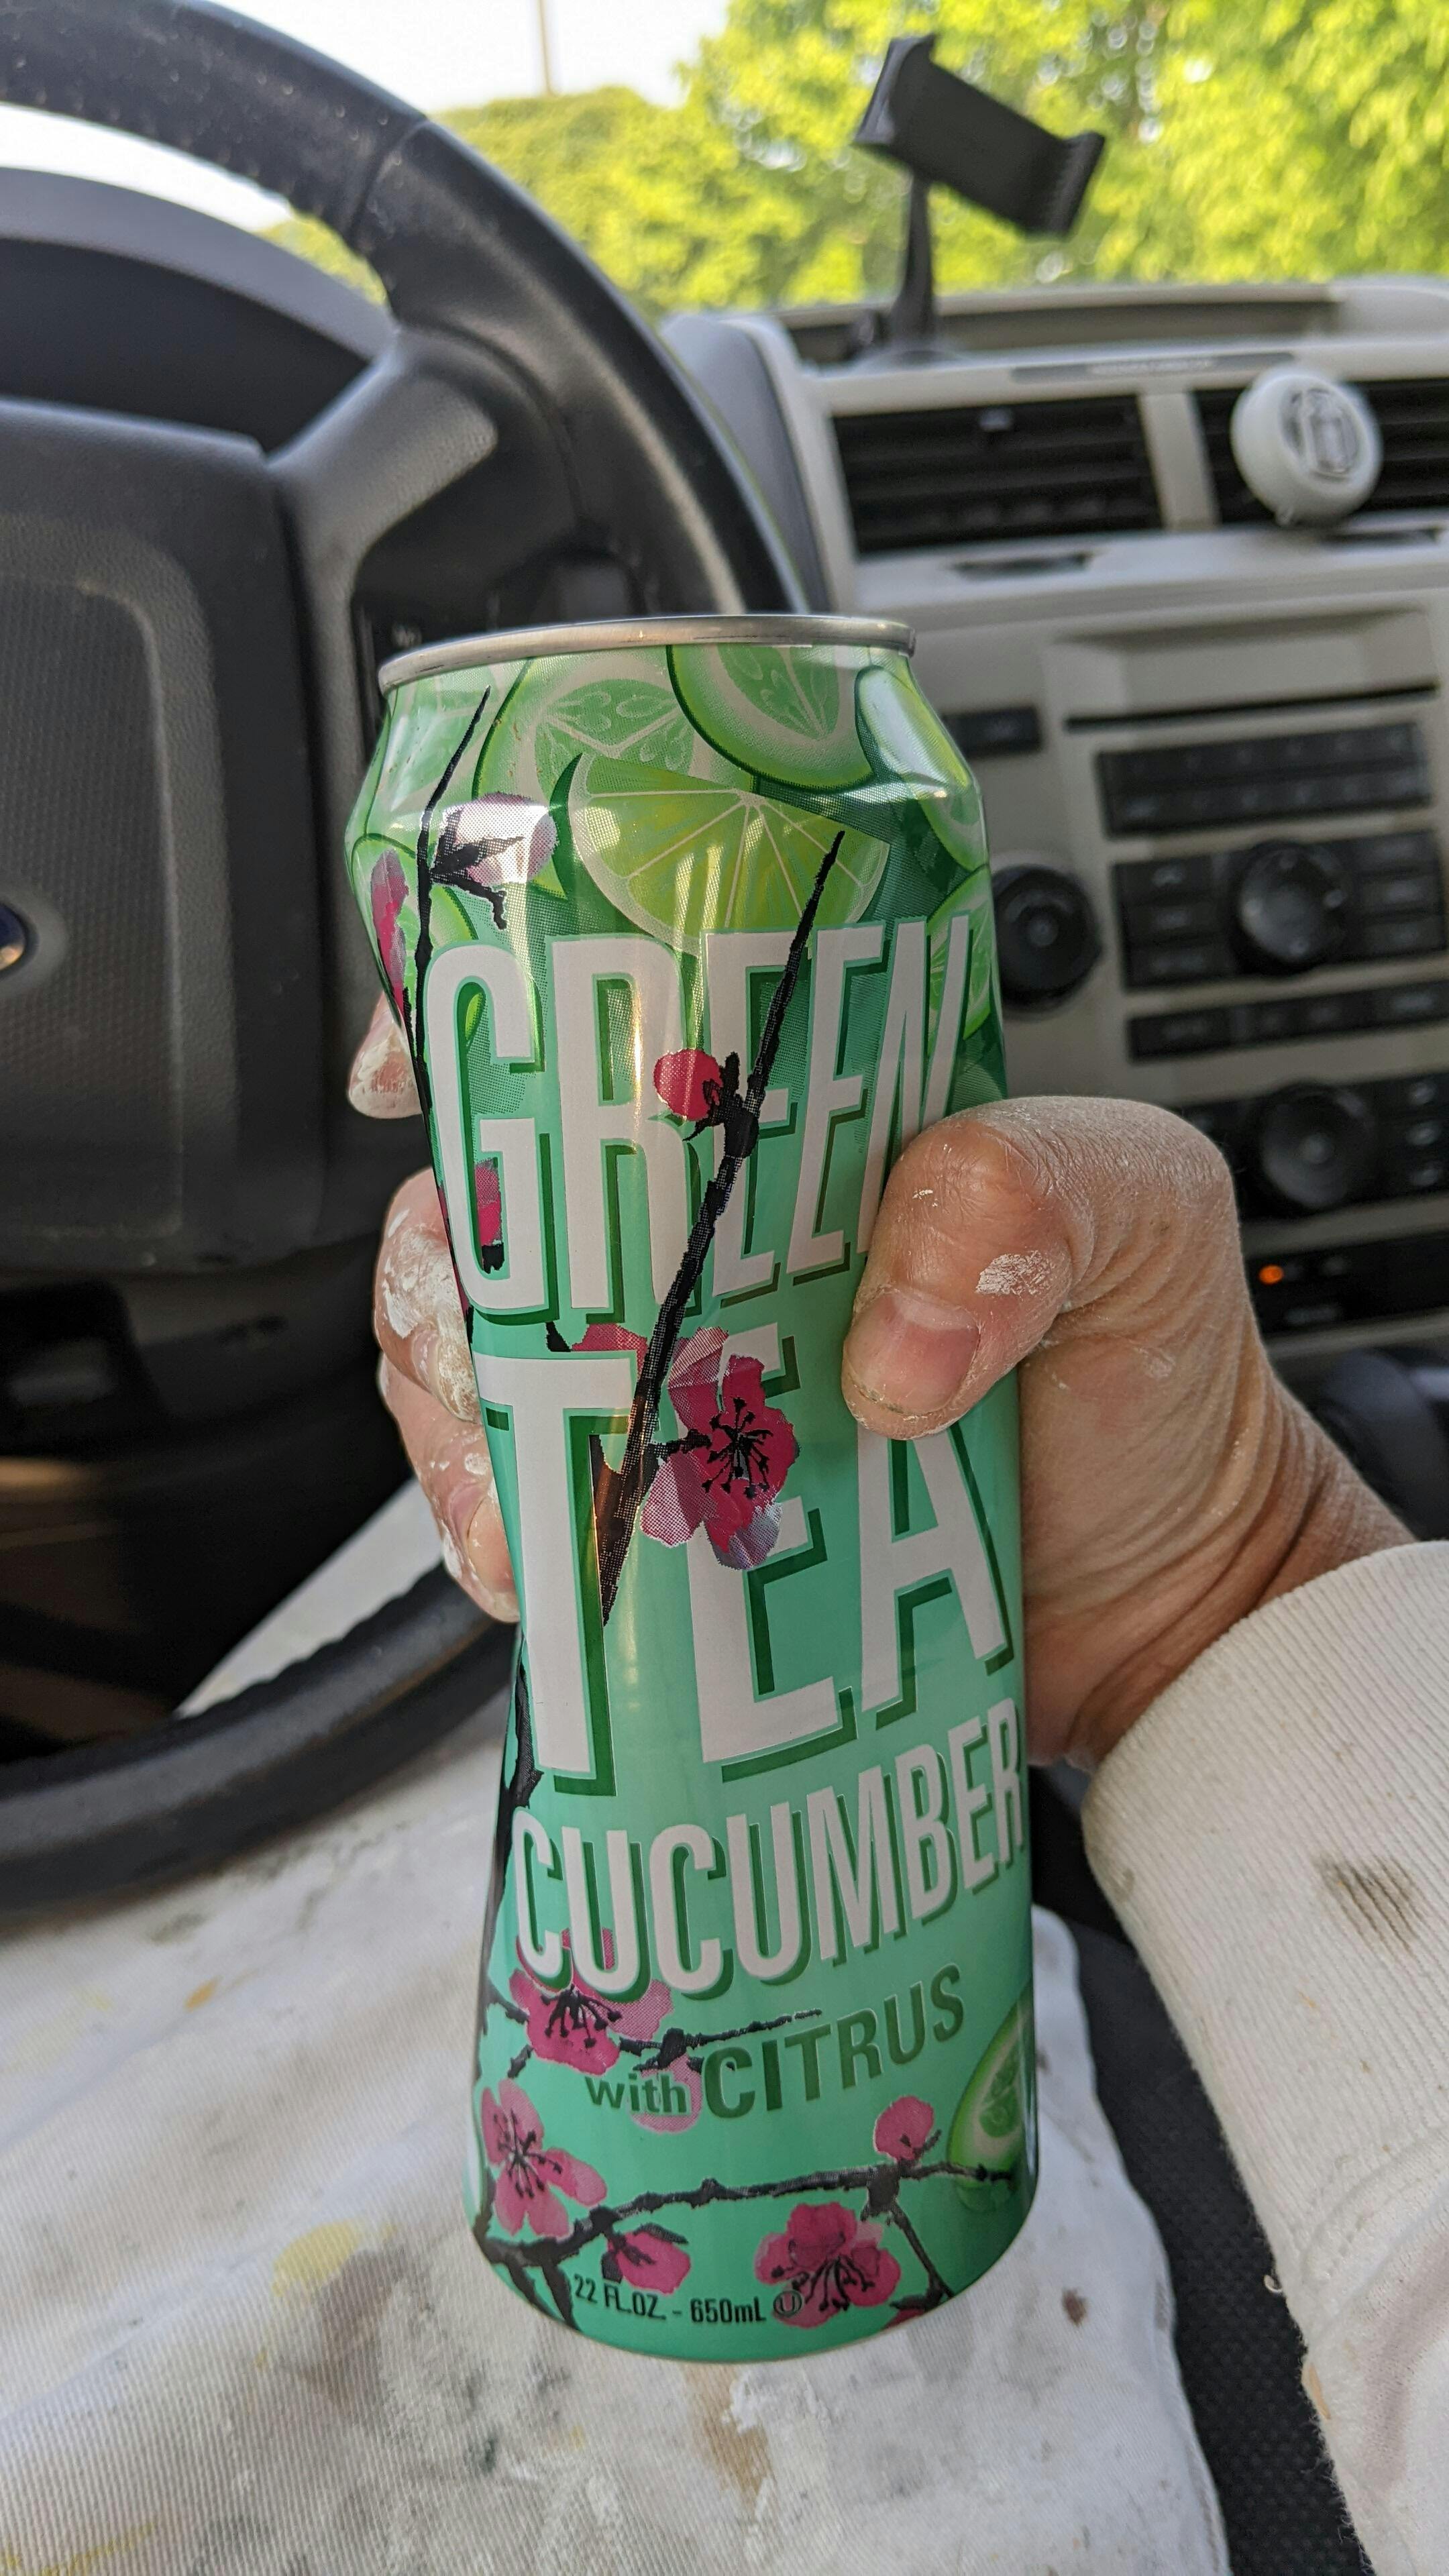 GREEN
TEA
CUCUMBER
with CITRUS
22 FL.OZ. - 650mL U